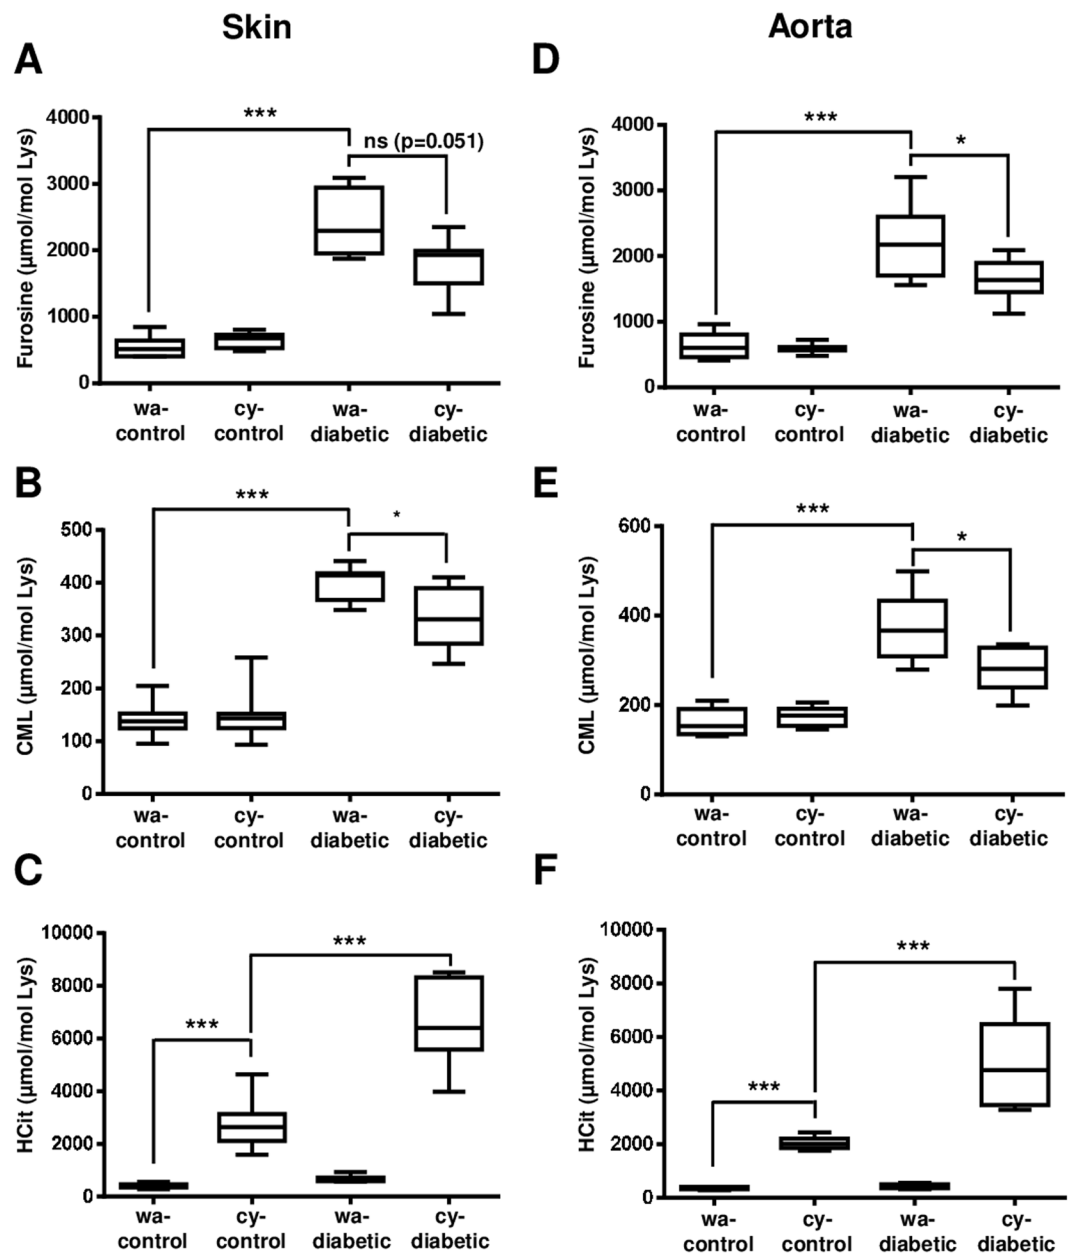 Skin
Aorta
A
Furosine (µmol/mol Lys)
4000
3000
2000
1000
0
***
ns (p=0.051)
wa-
control
cy-
control
wa-
diabetic
cy-
diabetic
D
Furosine (µmol/mol Lys)
4000
3000
2000
1000
0
***
*
wa-
control
cy-
control
wa-
diabetic
cy-
diabetic
B
CML (µmol/mol Lys)
500
400
300
200
100
0
***
*
wa-
control
cy-
control
wa-
diabetic
cy-
diabetic
E
CML (µmol/mol Lys)
600
400
200
0
***
*
wa-
control
cy-
control
wa-
diabetic
cy-
diabetic
C
HCit (µmol/mol Lys)
10000
8000
6000
4000
2000
0
***
***
wa-
control
cy-
control
wa-
diabetic
cy-
diabetic
F
HCit (µmol/mol Lys)
10000
8000
6000
4000
2000
0
***
***
wa-
control
cy-
control
wa-
diabetic
cy-
diabetic